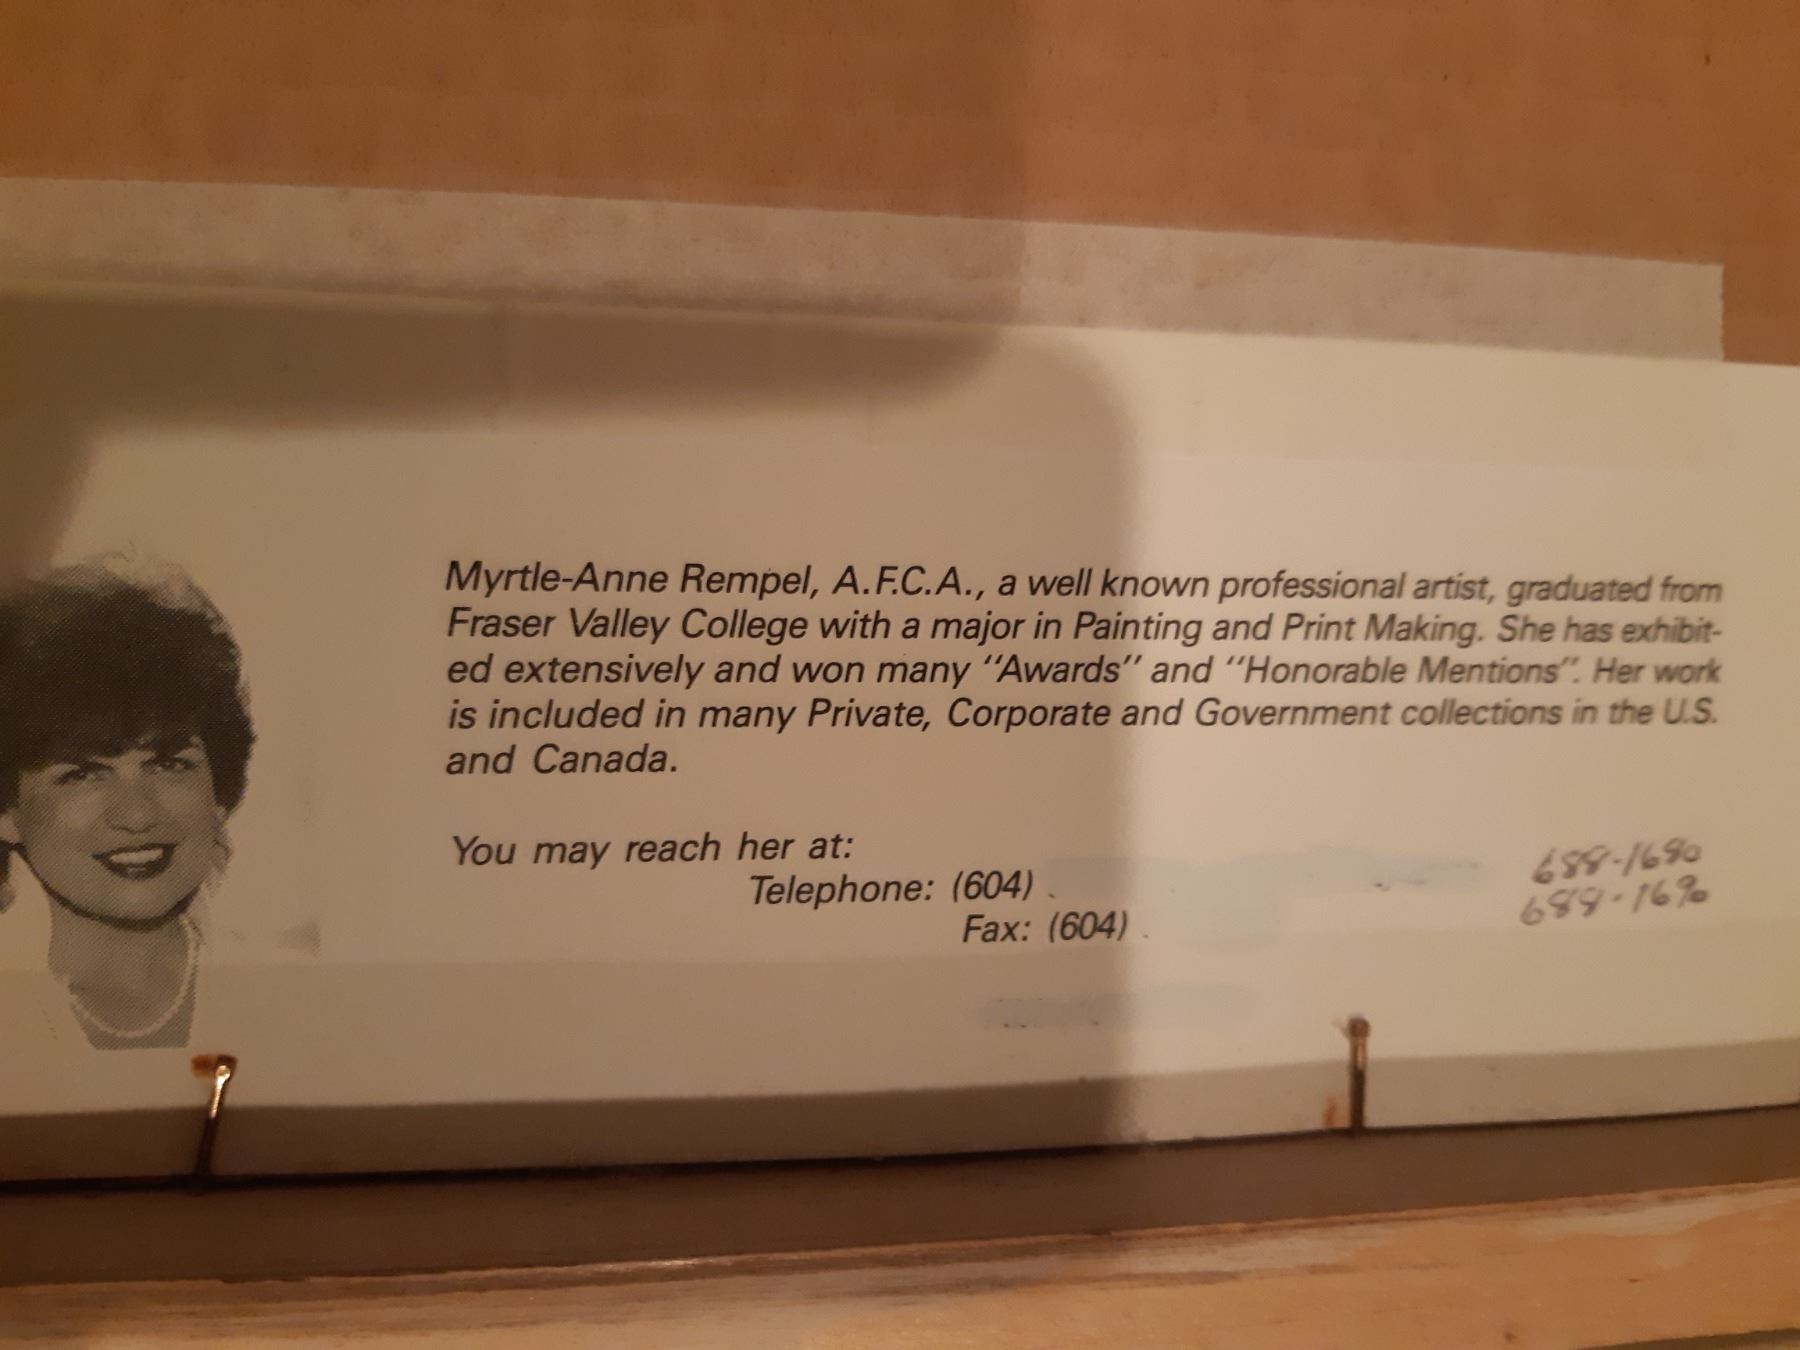 Myrtle-Anne Rempel, A.F.C.A., a well known professional artist, graduated from
Fraser Valley College with a major in Painting and Print Making. She has exhibit-
ed extensively and won many "Awards" and "Honorable Mentions". Her work
is included in many Private, Corporate and Government collections in the U.S.
and Canada.
You may reach her at:
Telephone: (604)
688-1680
Fax: (604)
688-1690